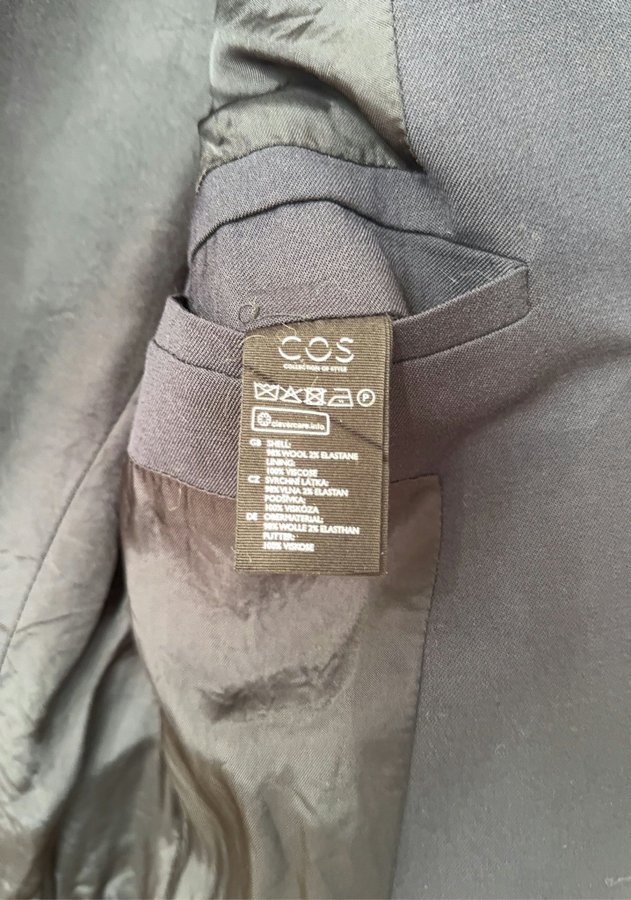 COS
COLLECTION OF STYLE
P
clevercare.info
GB SHELL:
98% WOOL 2% ELASTANE
LINING:
100% VISCOSE
CZ SVRCHNÍ LÁTKA:
98% VLNA 2% ELASTAN
PODŠÍVKA:
100% VISKÓZA
DE OBERMATERIAL:
98% WOLLE 2% ELASTHAN
FUTTER:
100% VISKOSE